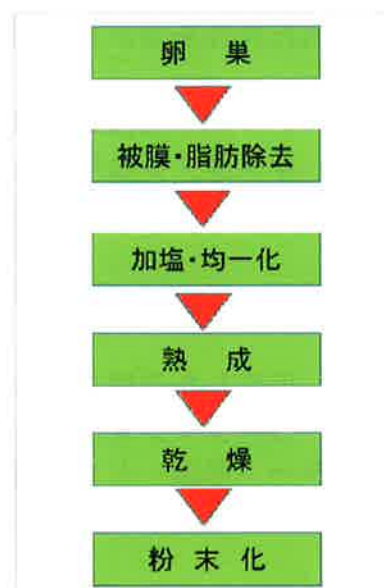 卵巣
被膜・脂肪除去
加塩・均一化
熟成
乾燥
粉末化